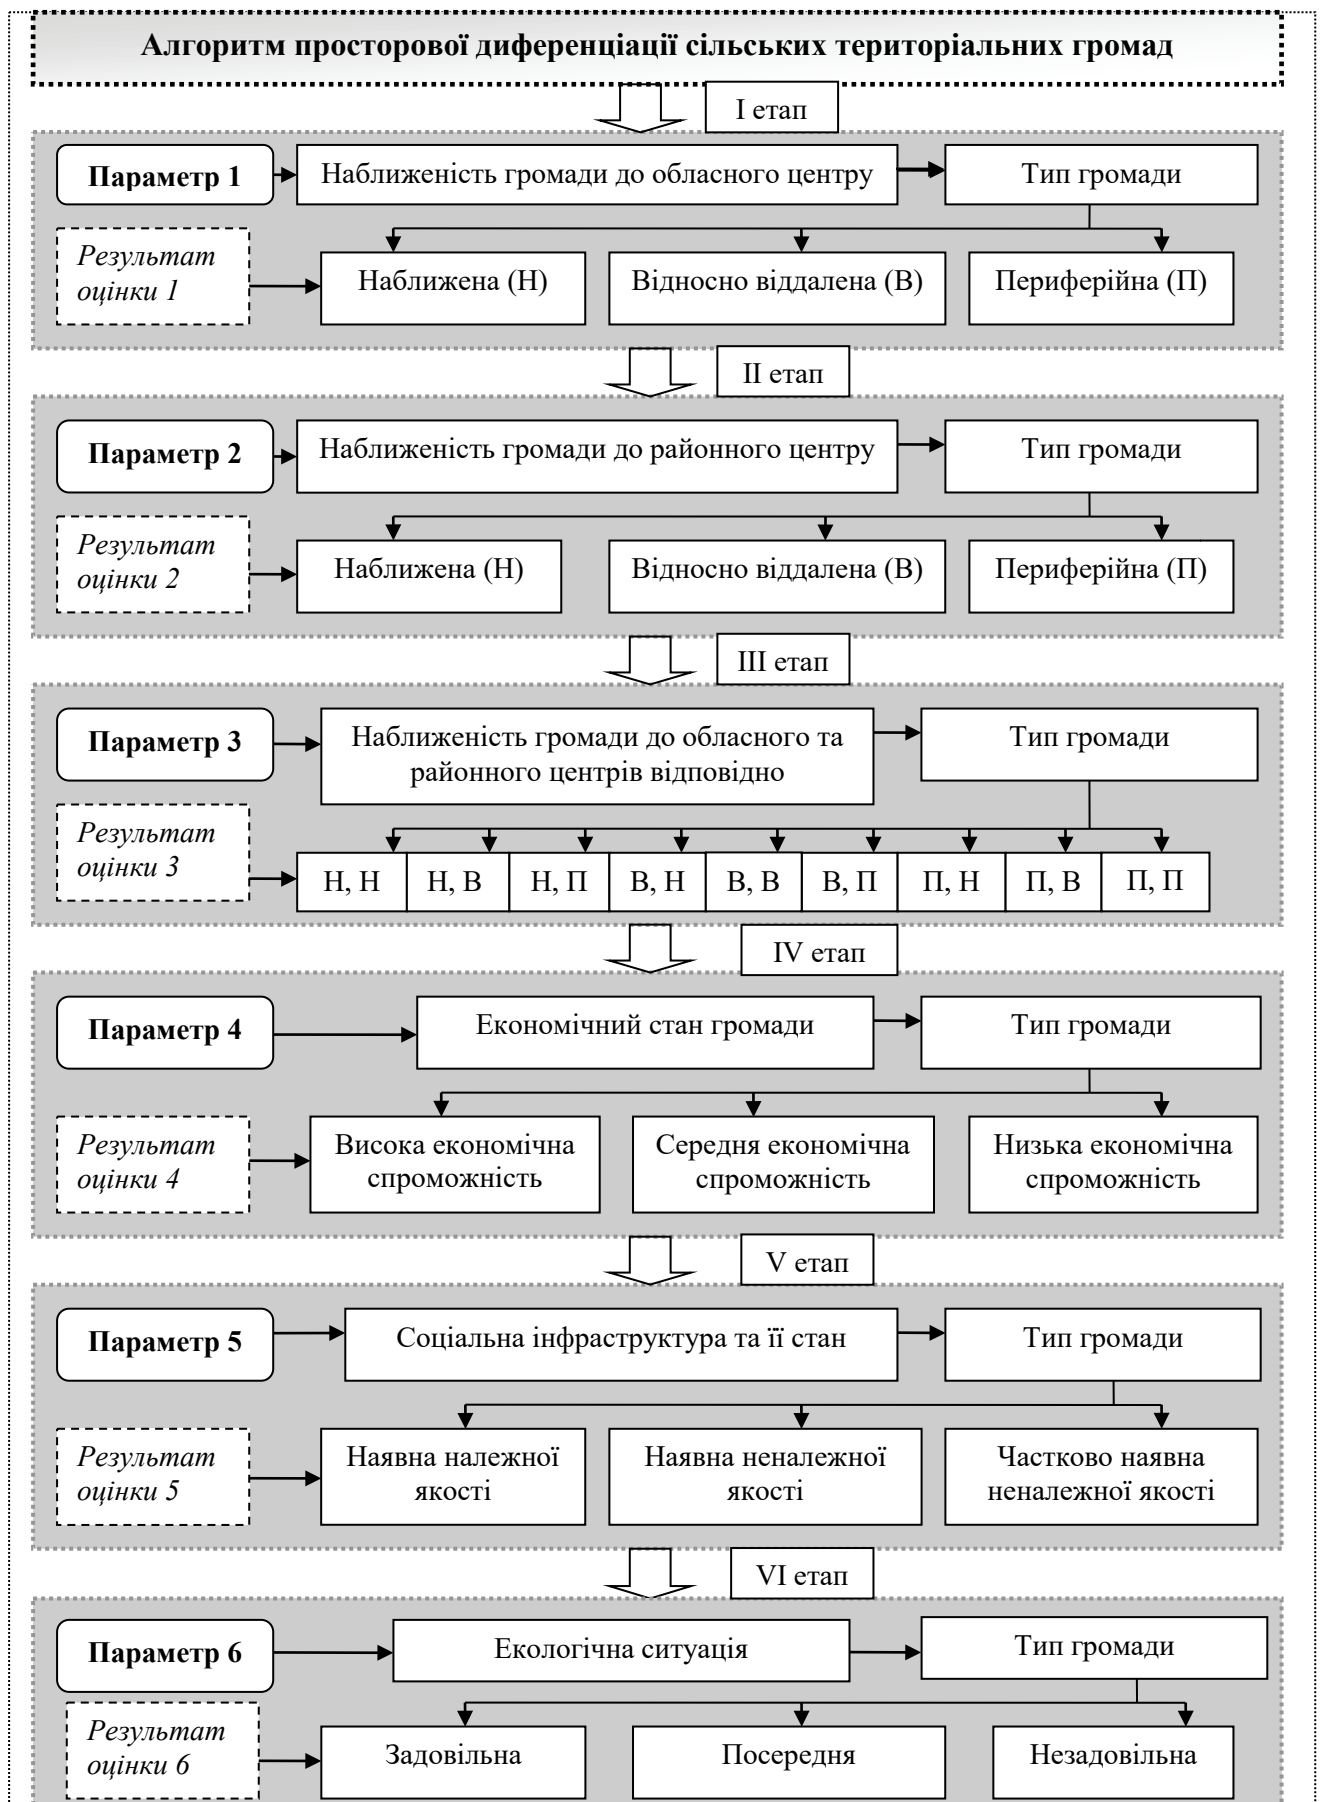 Алгоритм просторової диференціації сільських територіальних громад
І етап
Параметр 1
Наближеність громади до обласного центру
Тип громади
Результат
оцінки 1
Наближена (Н)
Відносно віддалена (В)
Периферійна (П)
ІІ етап
Параметр 2
Наближеність громади до районного центру
Тип громади
Результат
оцінки 2
Наближена (Н)
Відносно віддалена (В)
Периферійна (П)
ІІІ етап
Параметр 3
Наближеність громади до обласного та
районного центрів відповідно
Тип громади
Результат
оцінки 3
Н, Н
Н, В
Н, П
В, Н
В, В
В, П
П, Н
П, В
П, П
IV етап
Параметр 4
Економічний стан громади
Тип громади
Результат
оцінки 4
Висока економічна
спроможність
Середня економічна
спроможність
Низька економічна
спроможність
V етап
Параметр 5
Соціальна інфраструктура та її стан
Тип громади
Результат
оцінки 5
Наявна належної
якості
Наявна неналежної
якості
Частково наявна
неналежної якості
VI етап
Параметр 6
Екологічна ситуація
Тип громади
Результат
оцінки 6
Задовільна
Посередня
Незадовільна